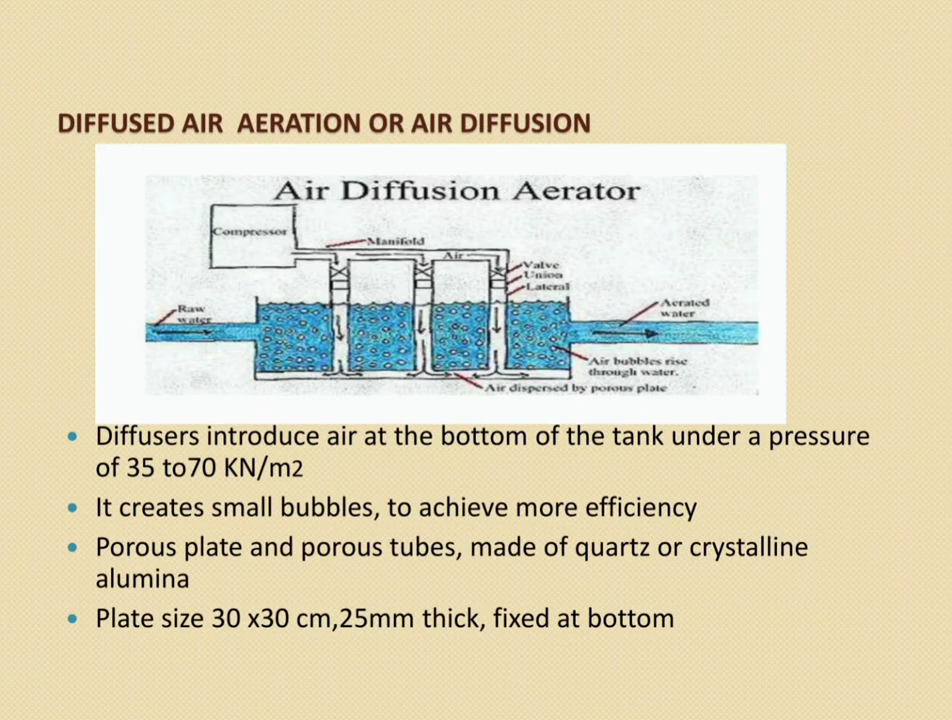 DIFFUSED AIR AERATION OR AIR DIFFUSION
Air Diffusion Aerator
Compressor
Manifold
Air
Valve
Union
Lateral
Raw
water
Aerated
water
Air bubbles rise
through water.
Air dispersed by porous plate
• Diffusers introduce air at the bottom of the tank under a pressure
of 35 to70 KN/m2
• It creates small bubbles, to achieve more efficiency
• Porous plate and porous tubes, made of quartz or crystalline
alumina
• Plate size 30 x30 cm,25mm thick, fixed at bottom